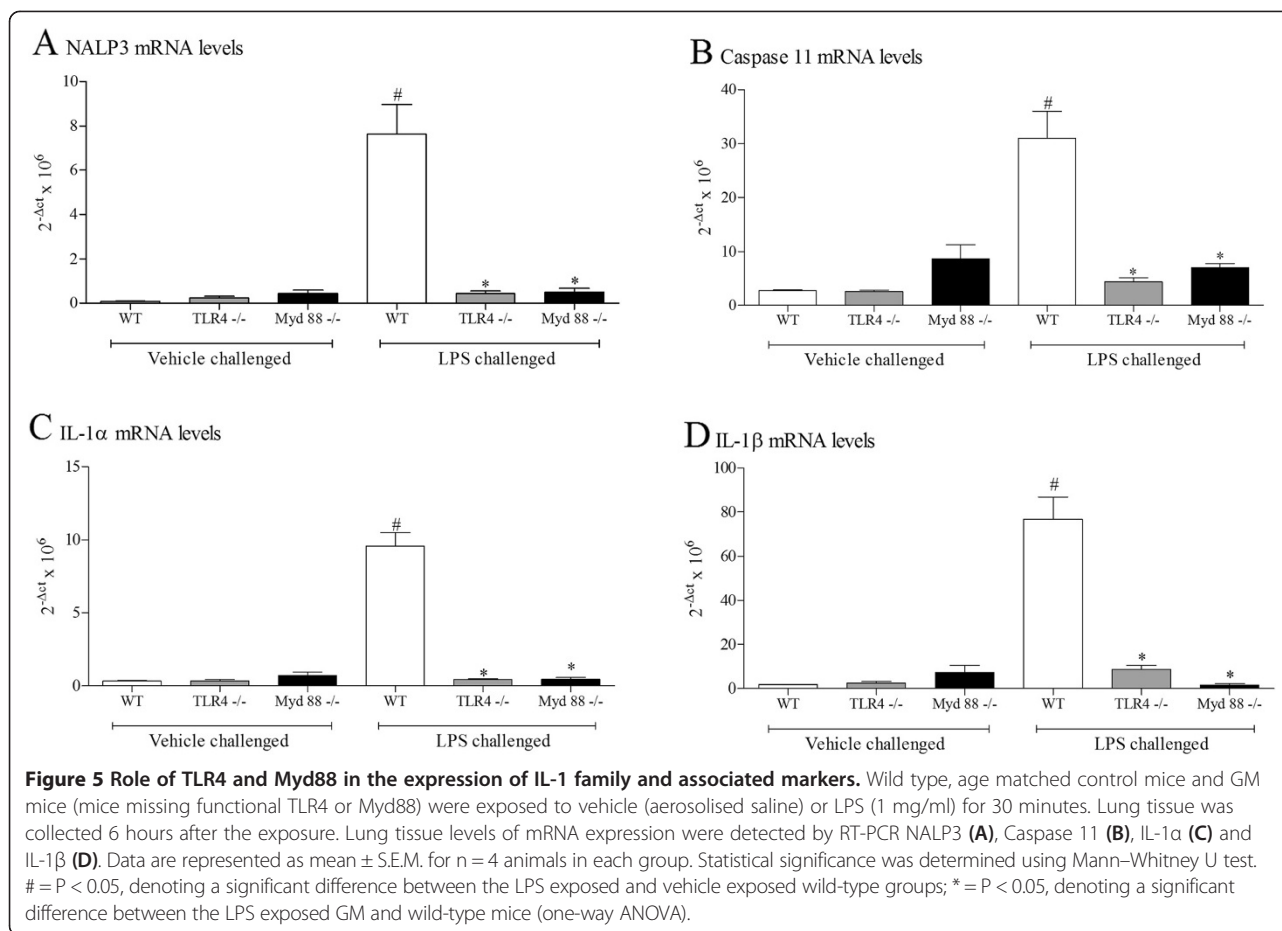 A NALP3 mRNA levels
10
8
6
4
2
0
2^-Δct x 10^6
#
*
*
WT TLR4 -/- Myd 88 -/- WT TLR4 -/- Myd 88 -/-
Vehicle challenged LPS challenged
B Caspase 11 mRNA levels
40
30
20
10
0
2^-Δct x 10^6
#
*
*
WT TLR4 -/- Myd 88 -/- WT TLR4 -/- Myd 88 -/-
Vehicle challenged LPS challenged
C IL-1α mRNA levels
15
10
5
0
2^-Δct x 10^6
#
*
*
WT TLR4 -/- Myd 88 -/- WT TLR4 -/- Myd 88 -/-
Vehicle challenged LPS challenged
D IL-1β mRNA levels
100
80
60
40
20
0
2^-Δct x 10^6
#
*
*
WT TLR4 -/- Myd 88 -/- WT TLR4 -/- Myd 88 -/-
Vehicle challenged LPS challenged
Figure 5 Role of TLR4 and Myd88 in the expression of IL-1 family and associated markers. Wild type, age matched control mice and GM
mice (mice missing functional TLR4 or Myd88) were exposed to vehicle (aerosolised saline) or LPS (1 mg/ml) for 30 minutes. Lung tissue was
collected 6 hours after the exposure. Lung tissue levels of mRNA expression were detected by RT-PCR NALP3 (A), Caspase 11 (B), IL-1α (C) and
IL-1β (D). Data are represented as mean ± S.E.M. for n = 4 animals in each group. Statistical significance was determined using Mann–Whitney U test.
# = P < 0.05, denoting a significant difference between the LPS exposed and vehicle exposed wild-type groups; * = P < 0.05, denoting a significant
difference between the LPS exposed GM and wild-type mice (one-way ANOVA).